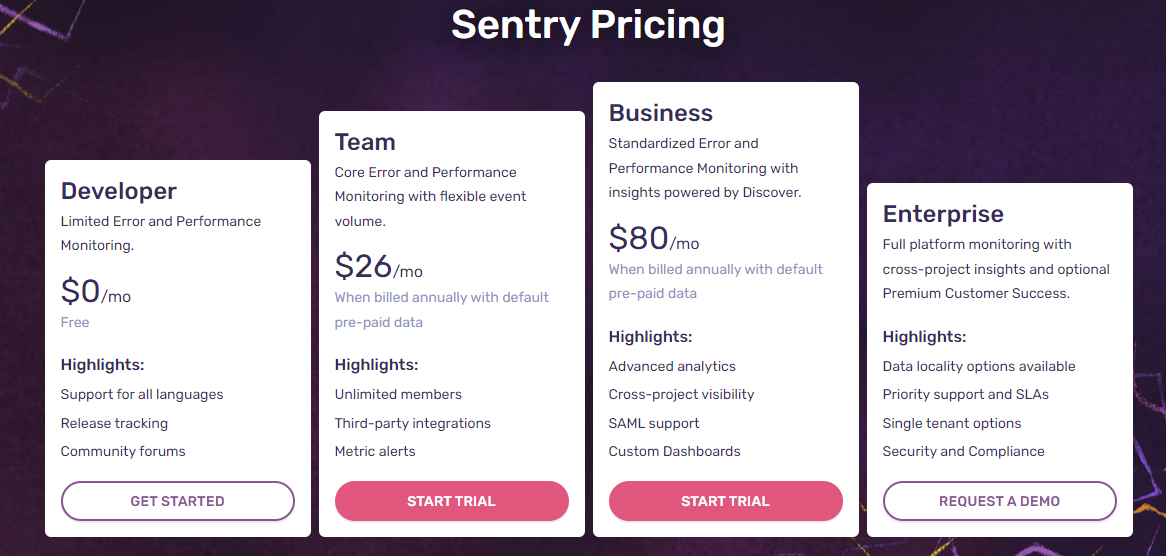 Sentry Pricing
Developer
Limited Error and Performance
Monitoring.
$0/mo
Free
Highlights:
Support for all languages
Release tracking
Community forums
GET STARTED
Team
Core Error and Performance
Monitoring with flexible event
volume.
$26/mo
When billed annually with default
pre-paid data
Highlights:
Unlimited members
Third-party integrations
Metric alerts
START TRIAL
Business
Standardized Error and
Performance Monitoring with
insights powered by Discover.
$80/mo
When billed annually with default
pre-paid data
Highlights:
Advanced analytics
Cross-project visibility
SAML support
Custom Dashboards
START TRIAL
Enterprise
Full platform monitoring with
cross-project insights and optional
Premium Customer Success.
Highlights:
Data locality options available
Priority support and SLAs
Single tenant options
Security and Compliance
REQUEST A DEMO